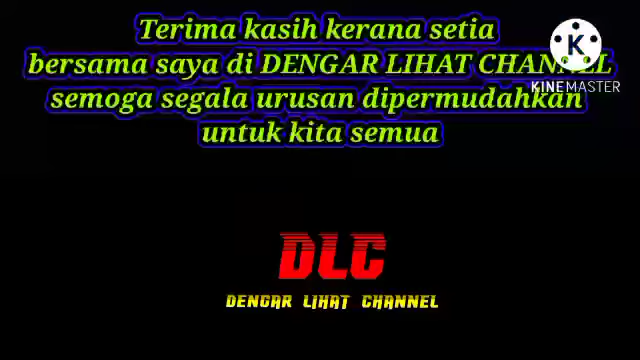 Terima kasih kerana setia
bersama saya di DENGAR LIHAT CHANNEL
semoga segala urusan dipermudahkan
untuk kita semua
K
KINEMASTER
DLC
DENGAR LIHAT CHANNEL